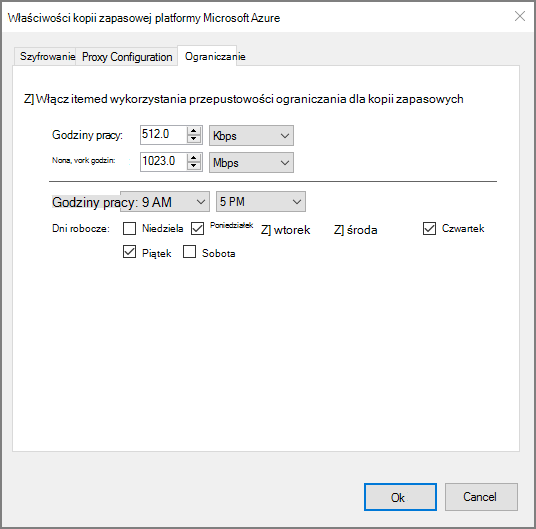 Właściwości kopii zapasowej platformy Microsoft Azure
Szyfrowanie Proxy Configuration Ograniczanie
Z] Włącz itemed wykorzystania przepustowości ograniczania dla kopii zapasowych
Godziny pracy: 512.0 Kbps
Nona, vork godzin: 1023.0 Mbps
Godziny pracy: 9 AM 5 PM
Dni robocze: Niedziela Poniedziałek Z] wtorek Z] środa Czwartek
Piątek Sobota
Ok Cancel